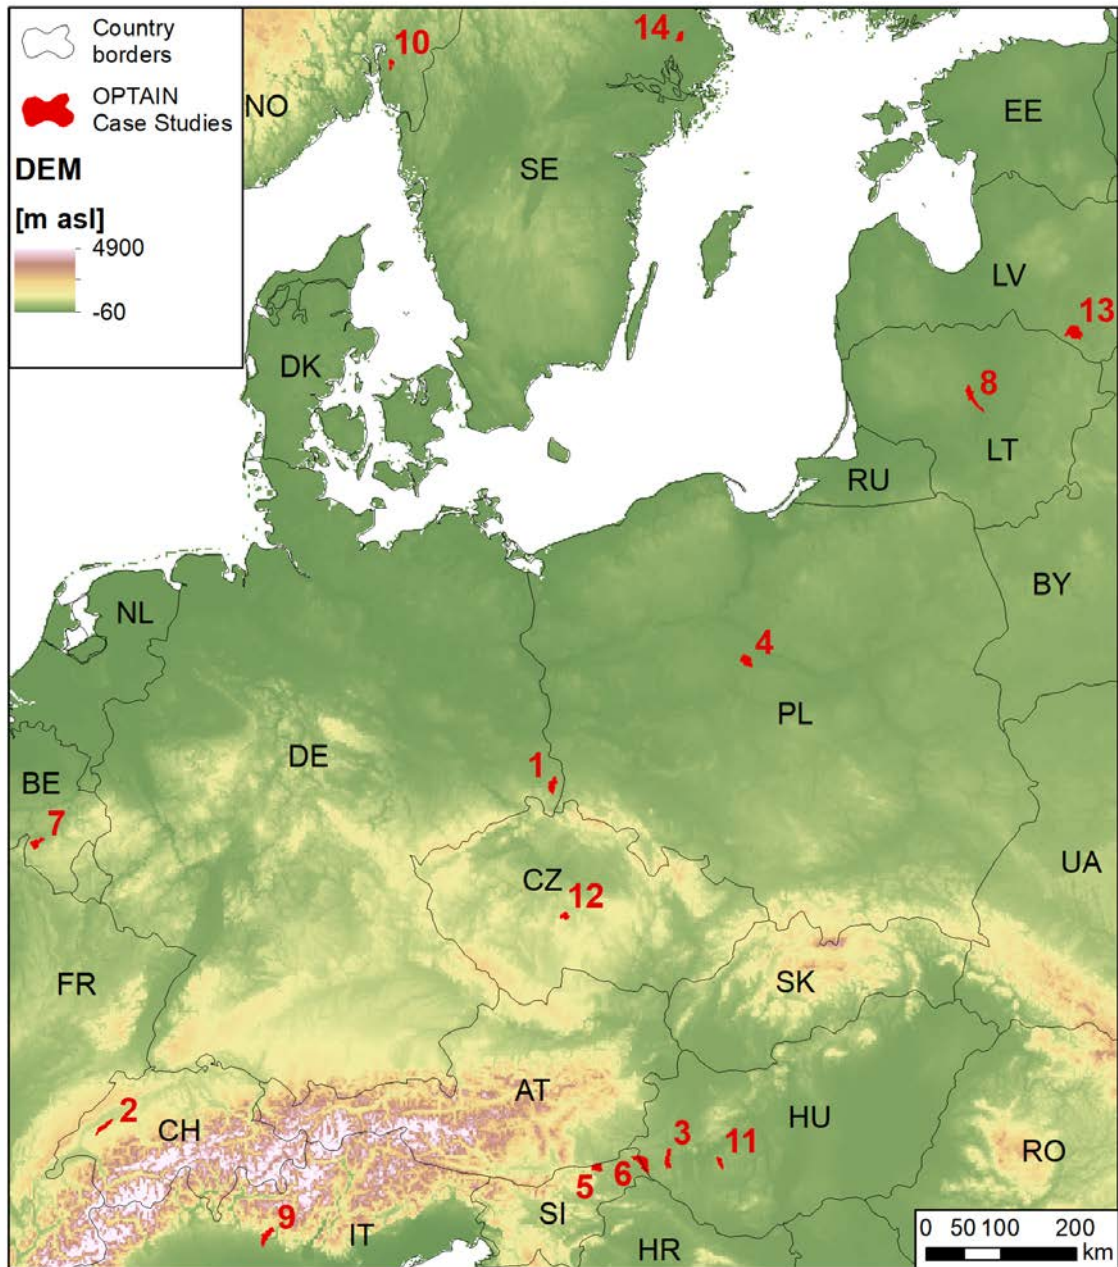 Country
borders
OPTAIN
Case Studies
DEM
[m asl]
4900
-60
10
14
NO
SE
EE
LV
13
DK
8
LT
RU
BY
NL
4
PL
DE
1
BE
7
UA
CZ
12
FR
SK
AT
2
CH
HU
3
11
RO
5
6
SI
9
IT
HR
0 50 100 200
km